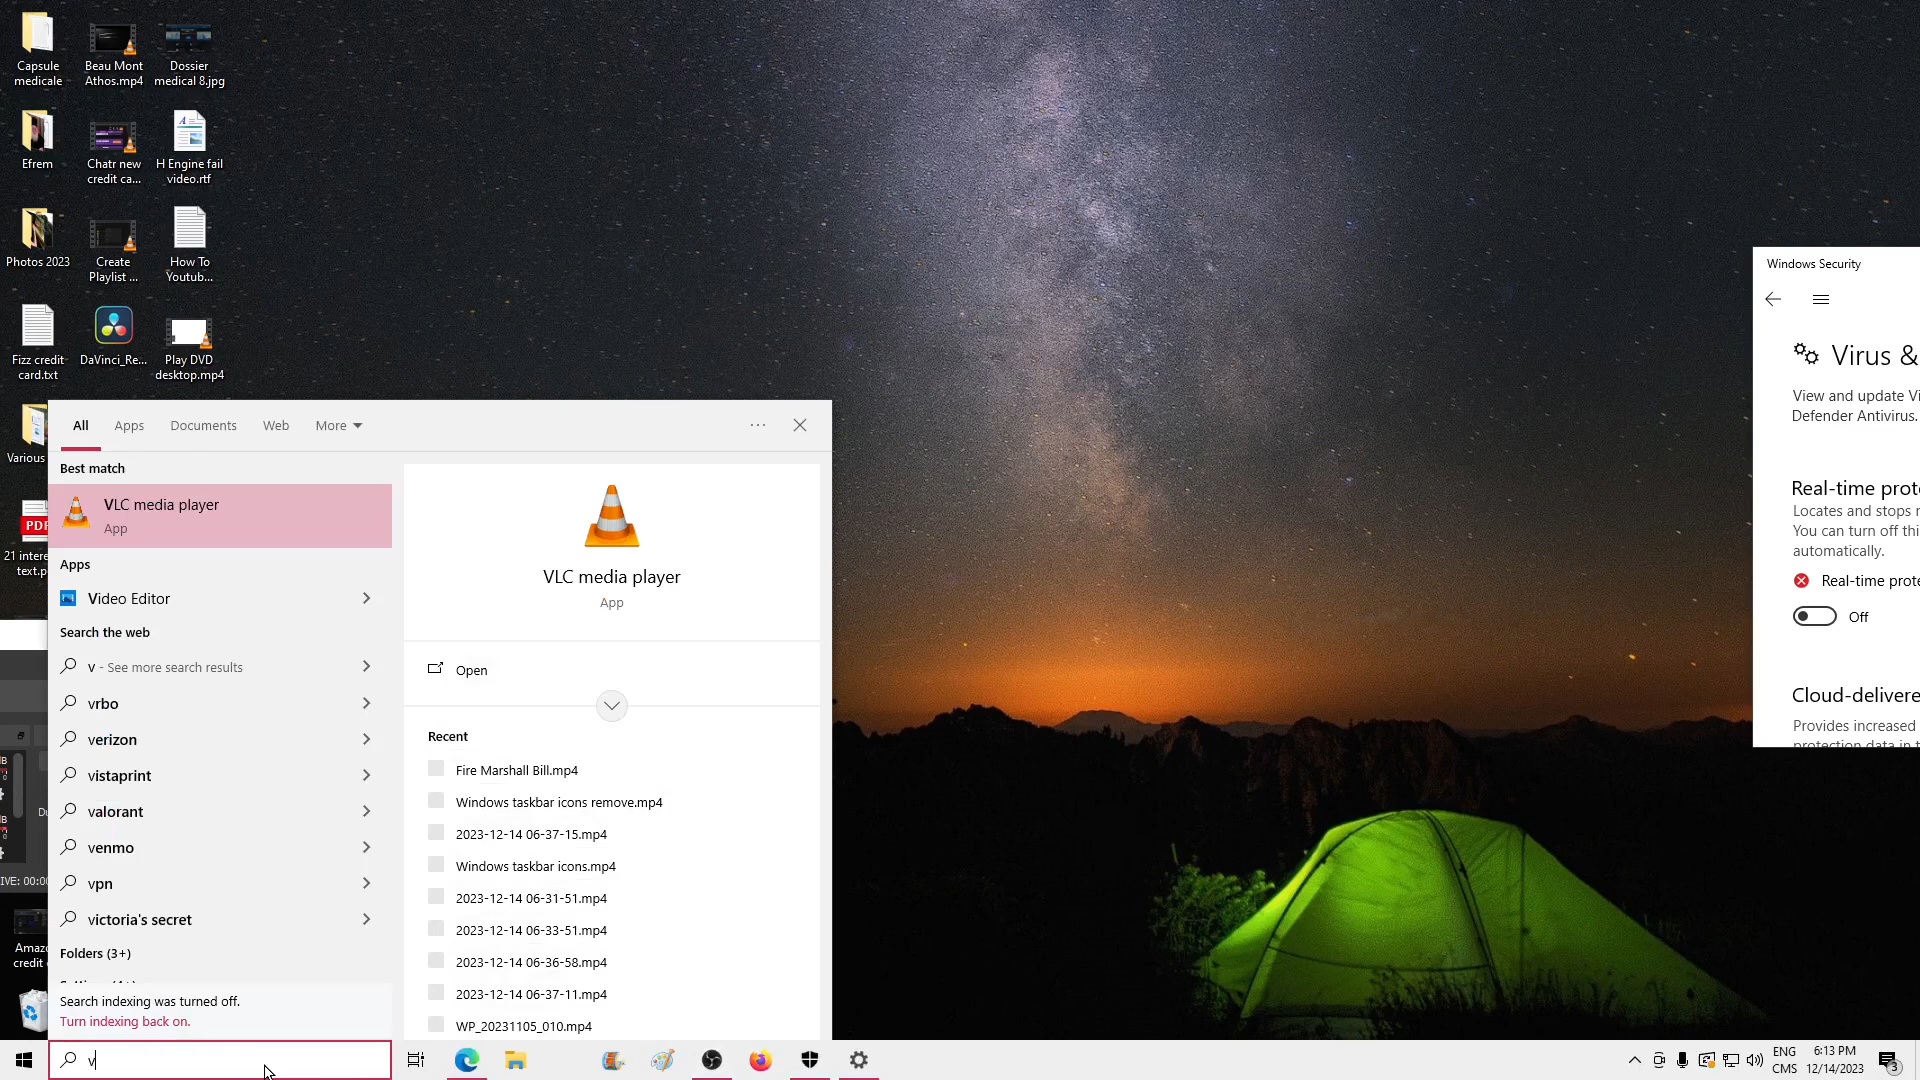 Capsule
medicale
Beau Mont
Athos.mp4
Dossier
medical 8.jpg
Efrem
Chatr new
credit ca...
H Engine fail
video.rtf
Photos 2023
Create
Playlist ...
How To
Youtub...
Fizz credit
card.txt
DaVinci_Re...
Play DVD
desktop.mp4
Various
PDF
21 intere
text.p
IVE: 00:00
Amazo
credit
All
Apps
Documents
Web
More
Best match
VLC media player
App
Apps
Video Editor
Search the web
v - See more search results
vrbo
verizon
vistaprint
valorant
venmo
vpn
victoria's secret
Folders (3+)
Search indexing was turned off.
Turn indexing back on.
v
VLC media player
App
Open
Recent
Fire Marshall Bill.mp4
Windows taskbar icons remove.mp4
2023-12-14 06-37-15.mp4
Windows taskbar icons.mp4
2023-12-14 06-31-51.mp4
2023-12-14 06-33-51.mp4
2023-12-14 06-36-58.mp4
2023-12-14 06-37-11.mp4
WP_20231105_010.mp4
Windows Security
Virus &
View and update Vi
Defender Antivirus.
Real-time prote
Locates and stops
You can turn off thi
automatically.
Real-time prote
Off
Cloud-delivere
Provides increased
protection data in t
ENG
CMS
6:13 PM
12/14/2023
3